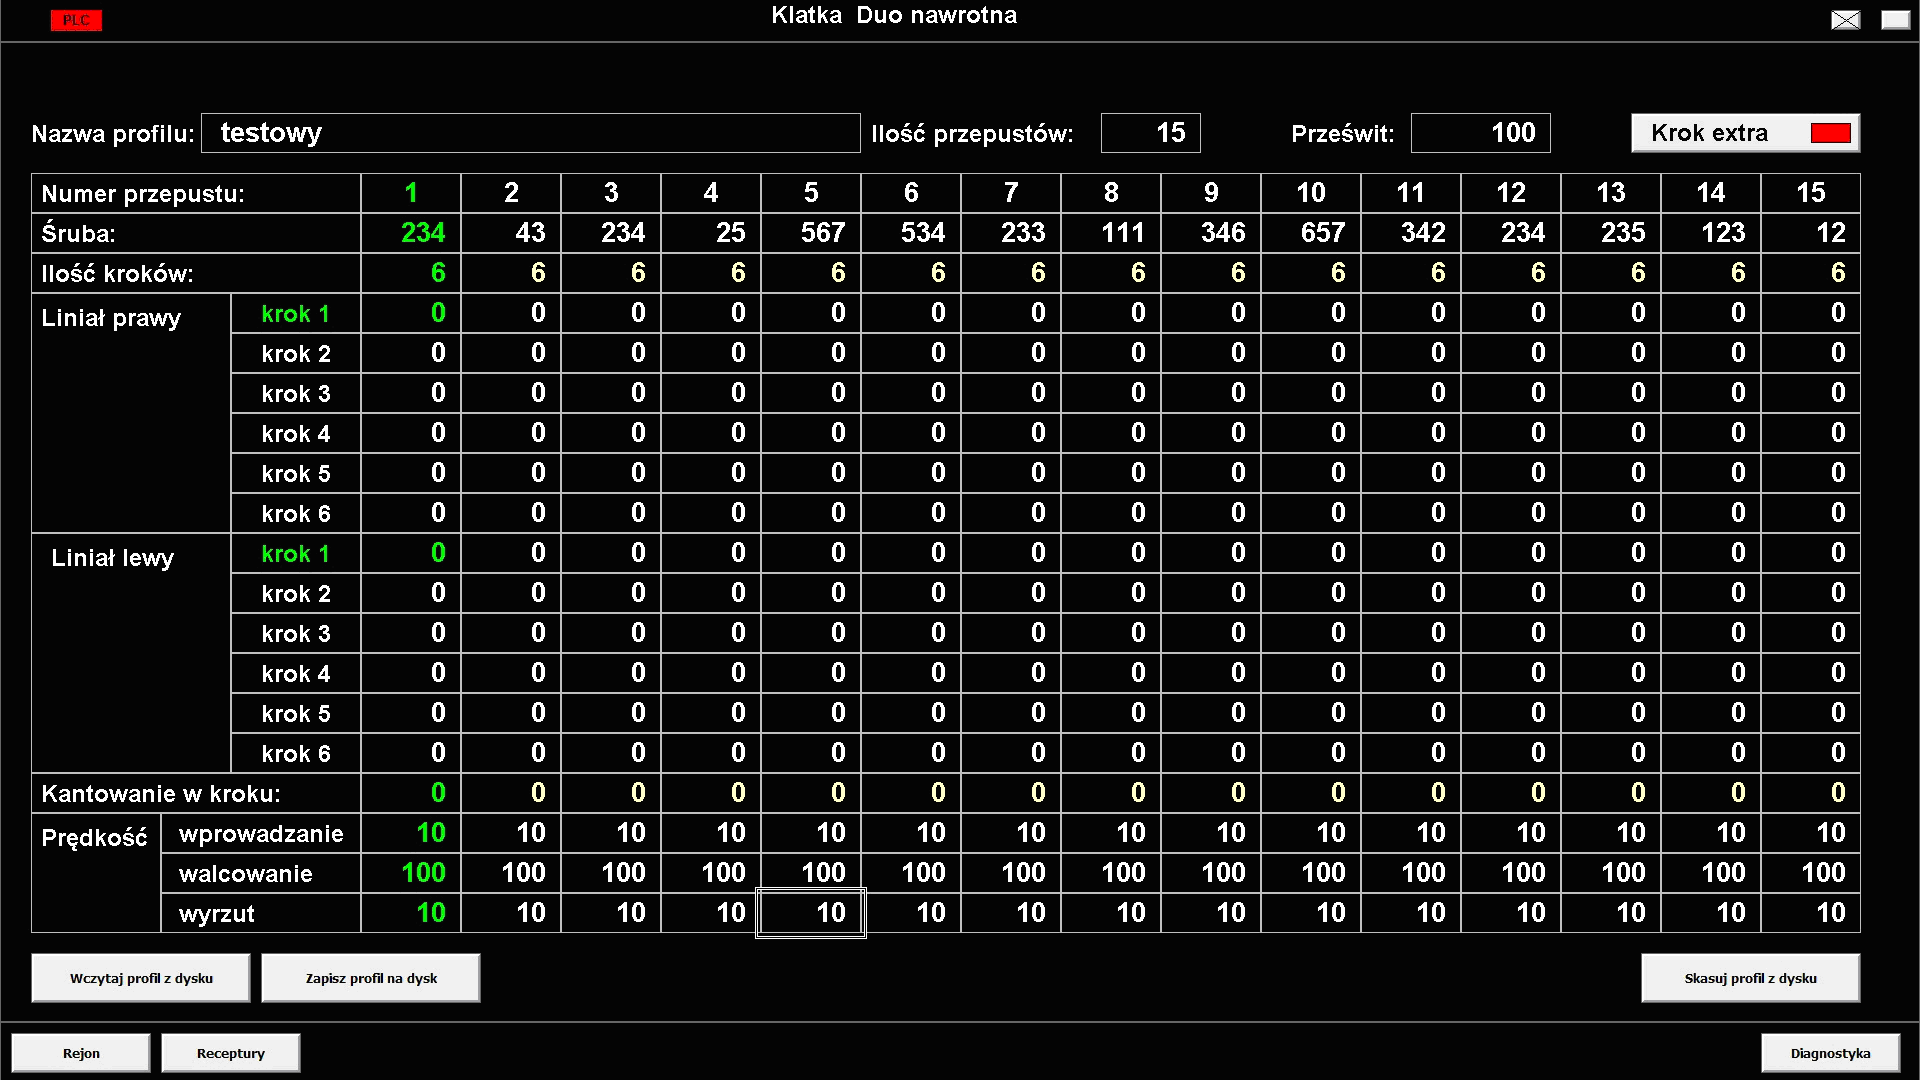 PLC
Klatka Duo nawrotna
Nazwa profilu: testowy Ilość przepustów: 15 Prześwit: 100 Krok extra
Numer przepustu: 1 2 3 4 5 6 7 8 9 10 11 12 13 14 15
Śruba: 234 43 234 25 567 534 233 111 346 657 342 234 235 123 12
Ilość kroków: 6 6 6 6 6 6 6 6 6 6 6 6 6 6 6
Liniał prawy krok 1 0 0 0 0 0 0 0 0 0 0 0 0 0 0 0
krok 2 0 0 0 0 0 0 0 0 0 0 0 0 0 0 0
krok 3 0 0 0 0 0 0 0 0 0 0 0 0 0 0 0
krok 4 0 0 0 0 0 0 0 0 0 0 0 0 0 0 0
krok 5 0 0 0 0 0 0 0 0 0 0 0 0 0 0 0
krok 6 0 0 0 0 0 0 0 0 0 0 0 0 0 0 0
Liniał lewy krok 1 0 0 0 0 0 0 0 0 0 0 0 0 0 0 0
krok 2 0 0 0 0 0 0 0 0 0 0 0 0 0 0 0
krok 3 0 0 0 0 0 0 0 0 0 0 0 0 0 0 0
krok 4 0 0 0 0 0 0 0 0 0 0 0 0 0 0 0
krok 5 0 0 0 0 0 0 0 0 0 0 0 0 0 0 0
krok 6 0 0 0 0 0 0 0 0 0 0 0 0 0 0 0
Kantowanie w kroku: 0 0 0 0 0 0 0 0 0 0 0 0 0 0 0
Prędkość wprowadzanie 10 10 10 10 10 10 10 10 10 10 10 10 10 10 10
walcowanie 100 100 100 100 100 100 100 100 100 100 100 100 100 100 100
wyrzut 10 10 10 10 10 10 10 10 10 10 10 10 10 10 10
Wczytaj profil z dysku Zapisz profil na dysk Skasuj profil z dysku
Rejon Receptury Diagnostyka